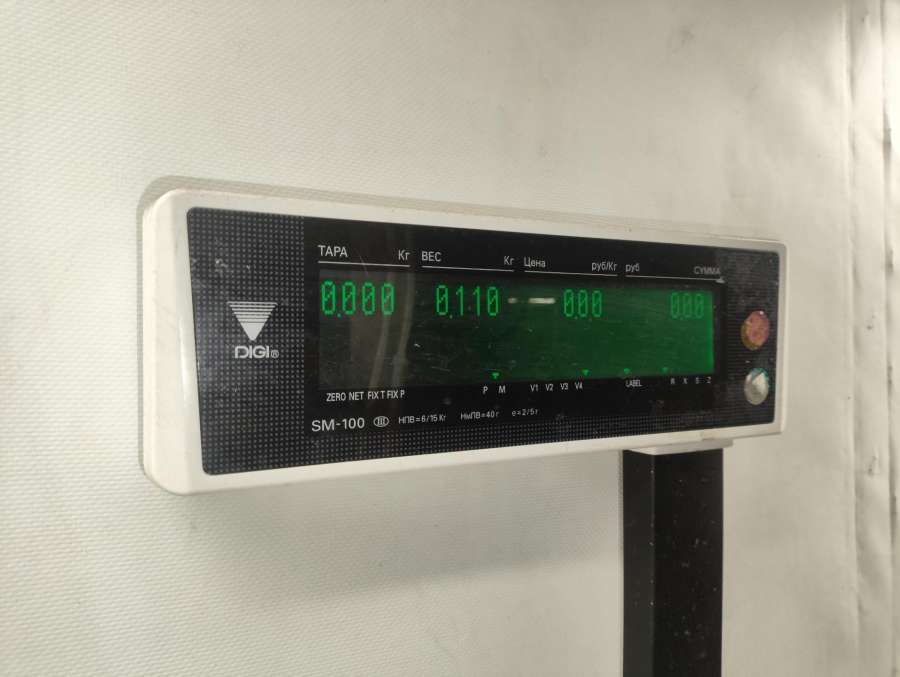 ТАРА Кг ВЕС Кг Цена руб/Кг руб СУММА
0.000 0.110 0.00 0.00
DIGI®
ZERO NET FIX T FIX P P M V1 V2 V3 V4 LABEL R X S Z
SM-100 III НПВ=6/15 Кг НмПВ=40 г e=2/5 г